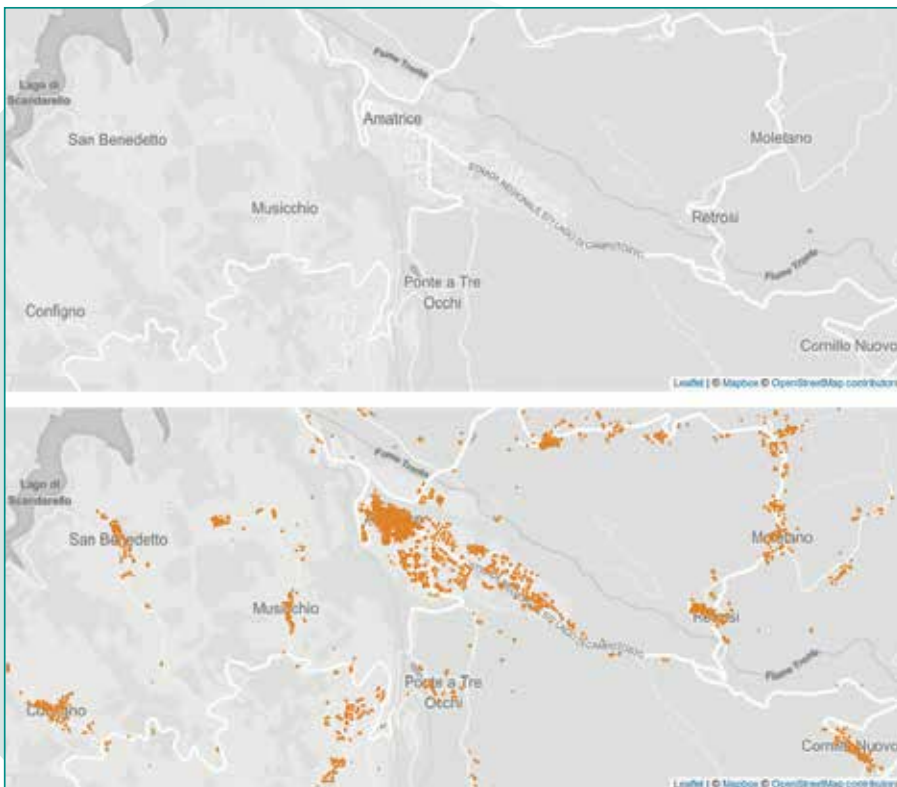 Fiume Tronto
Lago di
Scandarello
Amatrice
San Benedetto
Moletano
STRADA REGIONALE 577 LAGO DI CAMPOTOSTO
Musicchio
Retrosi
Fiume Tronto
Ponte a Tre
Occhi
Configno
Cornillo Nuovo
Leaflet | © Mapbox © OpenStreetMap contributors
Fiume Tronto
Lago di
Scandarello
San Benedetto
Moletano
Musicchio
Retrosi
Fiume Tronto
Ponte a Tre
Occhi
Configno
Cornillo Nuovo
Leaflet | © Mapbox © OpenStreetMap contributors